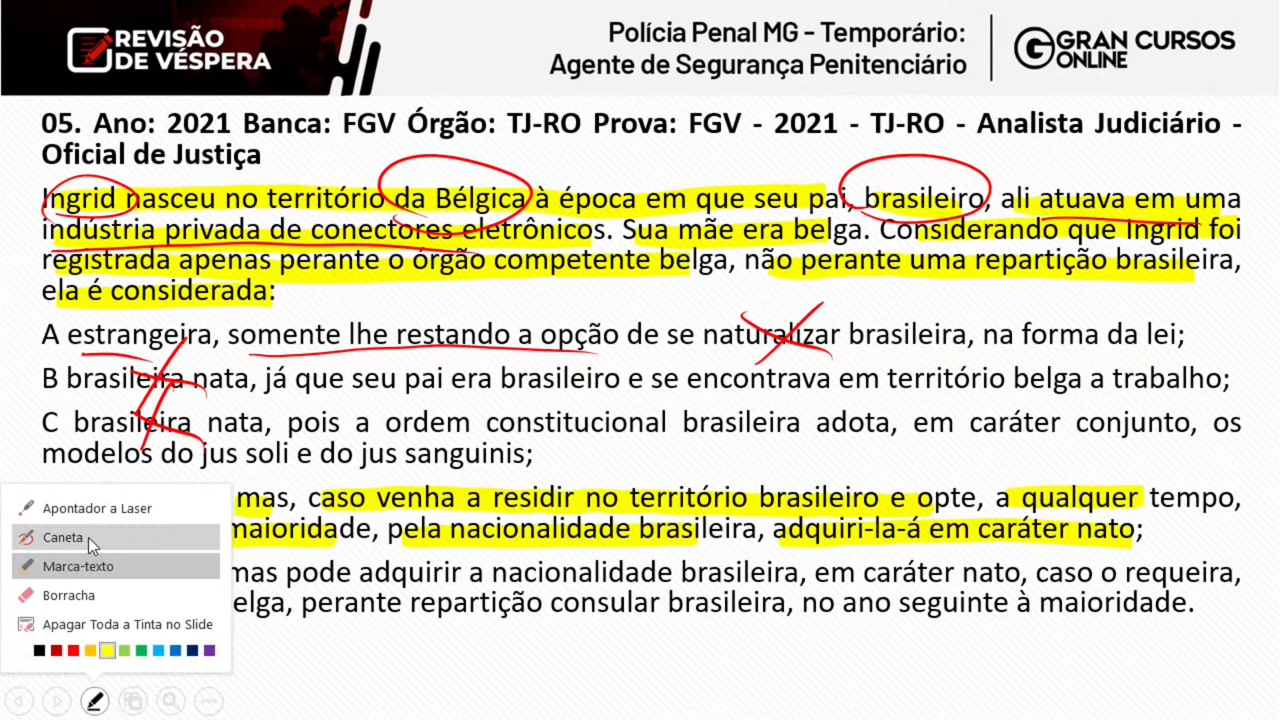 REVISÃO
DE VÉSPERA
Polícia Penal MG - Temporário:
Agente de Segurança Penitenciário
GRAN CURSOS
ONLINE
05. Ano: 2021 Banca: FGV Órgão: TJ-RO Prova: FGV - 2021 - TJ-RO - Analista Judiciário -
Oficial de Justiça
Ingrid nasceu no território da Bélgica à época em que seu pai, brasileiro, ali atuava em uma
indústria privada de conectores eletrônicos. Sua mãe era belga. Considerando que Ingrid foi
registrada apenas perante o órgão competente belga, não perante uma repartição brasileira,
ela é considerada:
A estrangeira, somente lhe restando a opção de se naturalizar brasileira, na forma da lei;
B brasileira nata, já que seu pai era brasileiro e se encontrava em território belga a trabalho;
C brasileira nata, pois a ordem constitucional brasileira adota, em caráter conjunto, os
modelos do jus soli e do jus sanguinis;
mas, caso venha a residir no território brasileiro e opte, a qualquer tempo,
maioridade, pela nacionalidade brasileira, adquiri-la-á em caráter nato;
mas pode adquirir a nacionalidade brasileira, em caráter nato, caso o requeira,
elga, perante repartição consular brasileira, no ano seguinte à maioridade.
Apontador a Laser
Caneta
Marca-texto
Borracha
Apagar Toda a Tinta no Slide